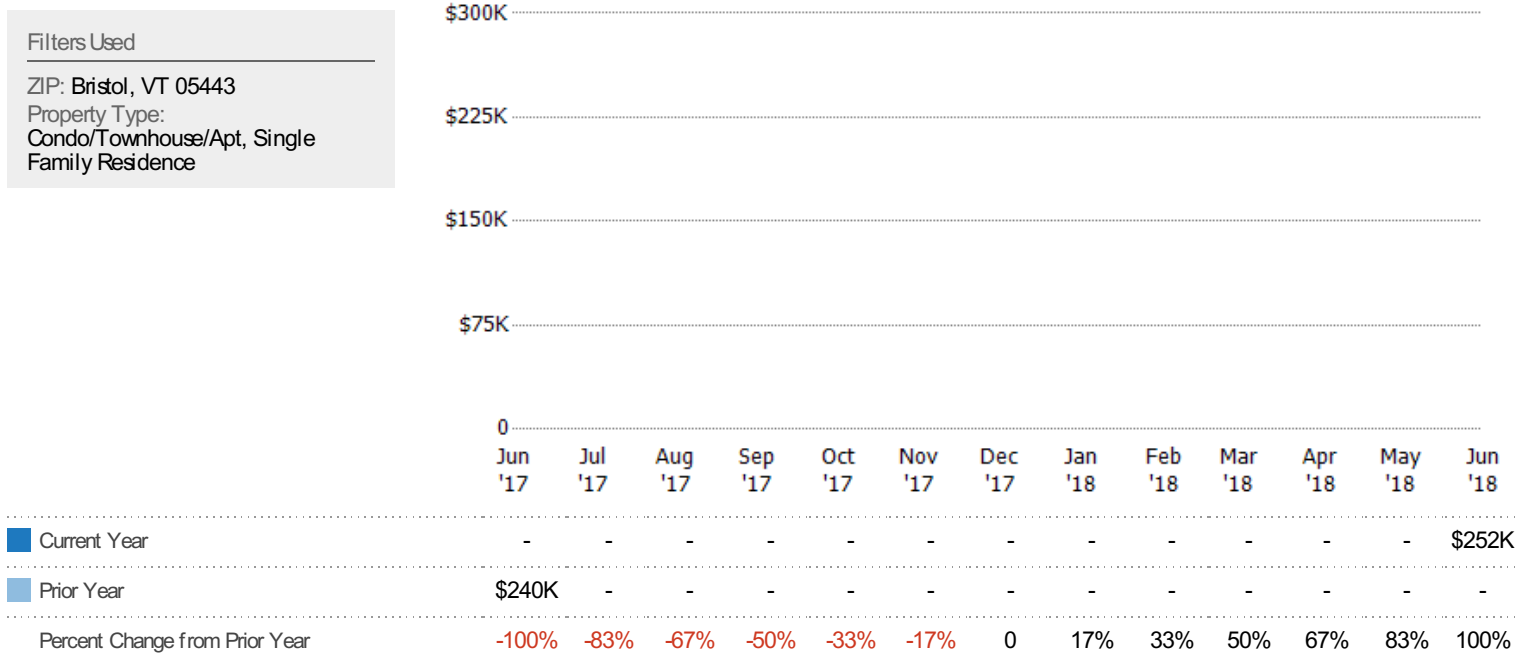 Filters Used
ZIP: Bristol, VT 05443
Property Type:
Condo/Townhouse/Apt, Single
Family Residence
$300K
$225K
$150K
$75K
0
Jun Jul Aug Sep Oct Nov Dec Jan Feb Mar Apr May Jun
'17 '17 '17 '17 '17 '17 '17 '18 '18 '18 '18 '18 '18
Current Year - - - - - - - - - - - - $252K
Prior Year $240K - - - - - - - - - - - -
Percent Change from Prior Year -100% -83% -67% -50% -33% -17% 0 17% 33% 50% 67% 83% 100%